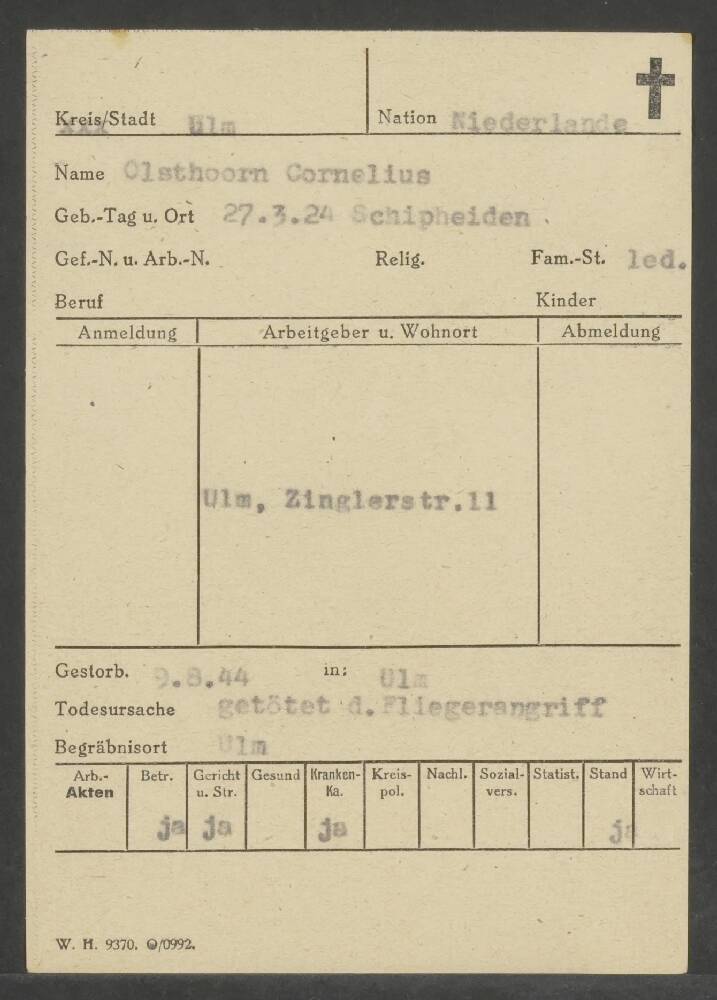 Kreis/Stadt xxx Ulm Nation Niederlande
Name Olsthoorn Cornelius
Geb.-Tag u. Ort 27.3.24 Schipheiden
Gef.-N. u. Arb.-N. Relig. Fam.-St. led.
Beruf Kinder
Anmeldung Arbeitgeber u. Wohnort Abmeldung
Ulm, Zinglerstr.11
Gestorb. 9.8.44 in: Ulm
Todesursache getötet d.Fliegerangriff
Begräbnisort Ulm
Arb.- Betr. Gericht Gesund Kranken- Kreis- Nachl. Sozial- Statist. Stand Wirt-
Akten u. Str. Ka. pol. vers. schaft
ja ja ja ja
W. H. 9370. O/0992.